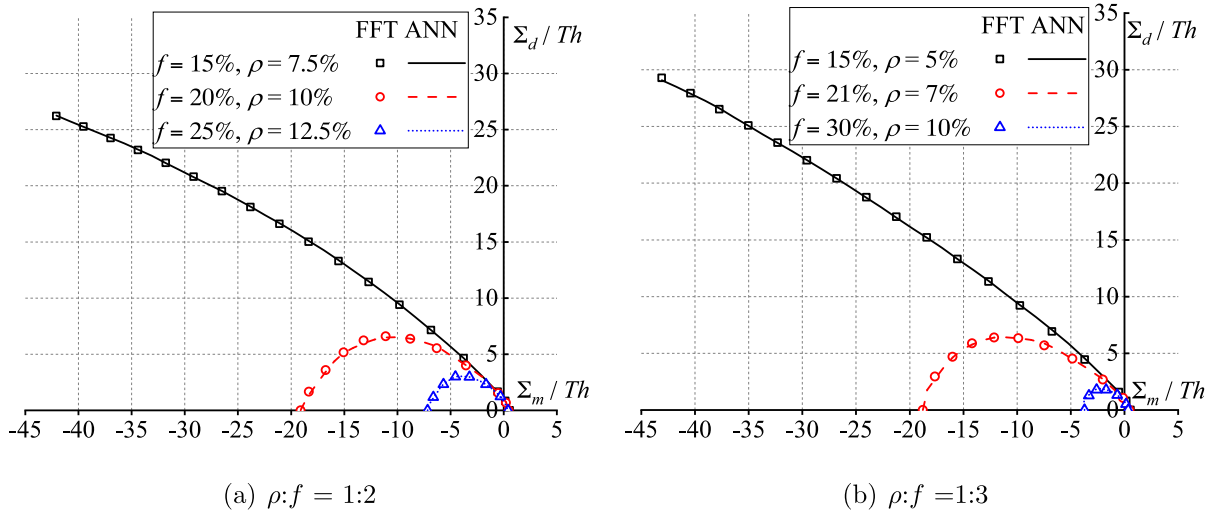 FFT ANN
f = 15%, ρ = 7.5%
f = 20%, ρ = 10%
f = 25%, ρ = 12.5%
Σd / Th
35
30
25
20
15
10
5
0
Σm / Th
-45 -40 -35 -30 -25 -20 -15 -10 -5 0 5
(a) ρ:f = 1:2
FFT ANN
f = 15%, ρ = 5%
f = 21%, ρ = 7%
f = 30%, ρ = 10%
Σd / Th
35
30
25
20
15
10
5
0
Σm / Th
-45 -40 -35 -30 -25 -20 -15 -10 -5 0 5
(b) ρ:f =1:3